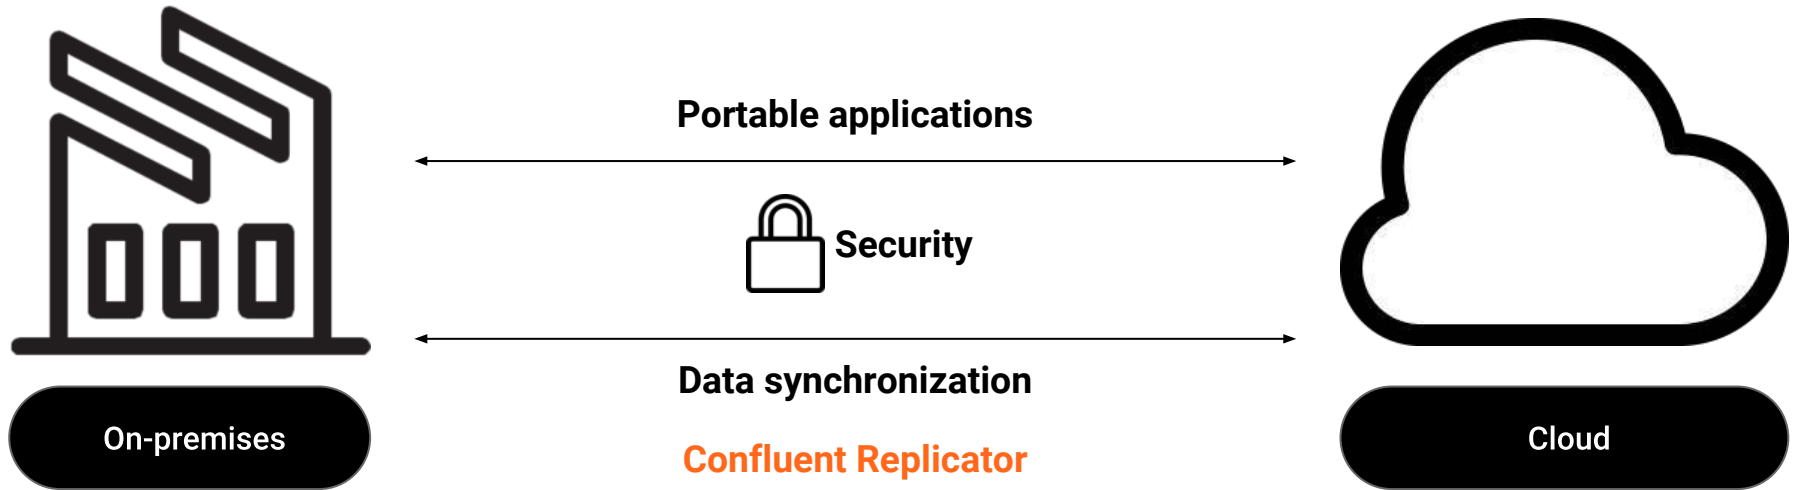 Portable applications
Security
Data synchronization
Confluent Replicator
On-premises
Cloud